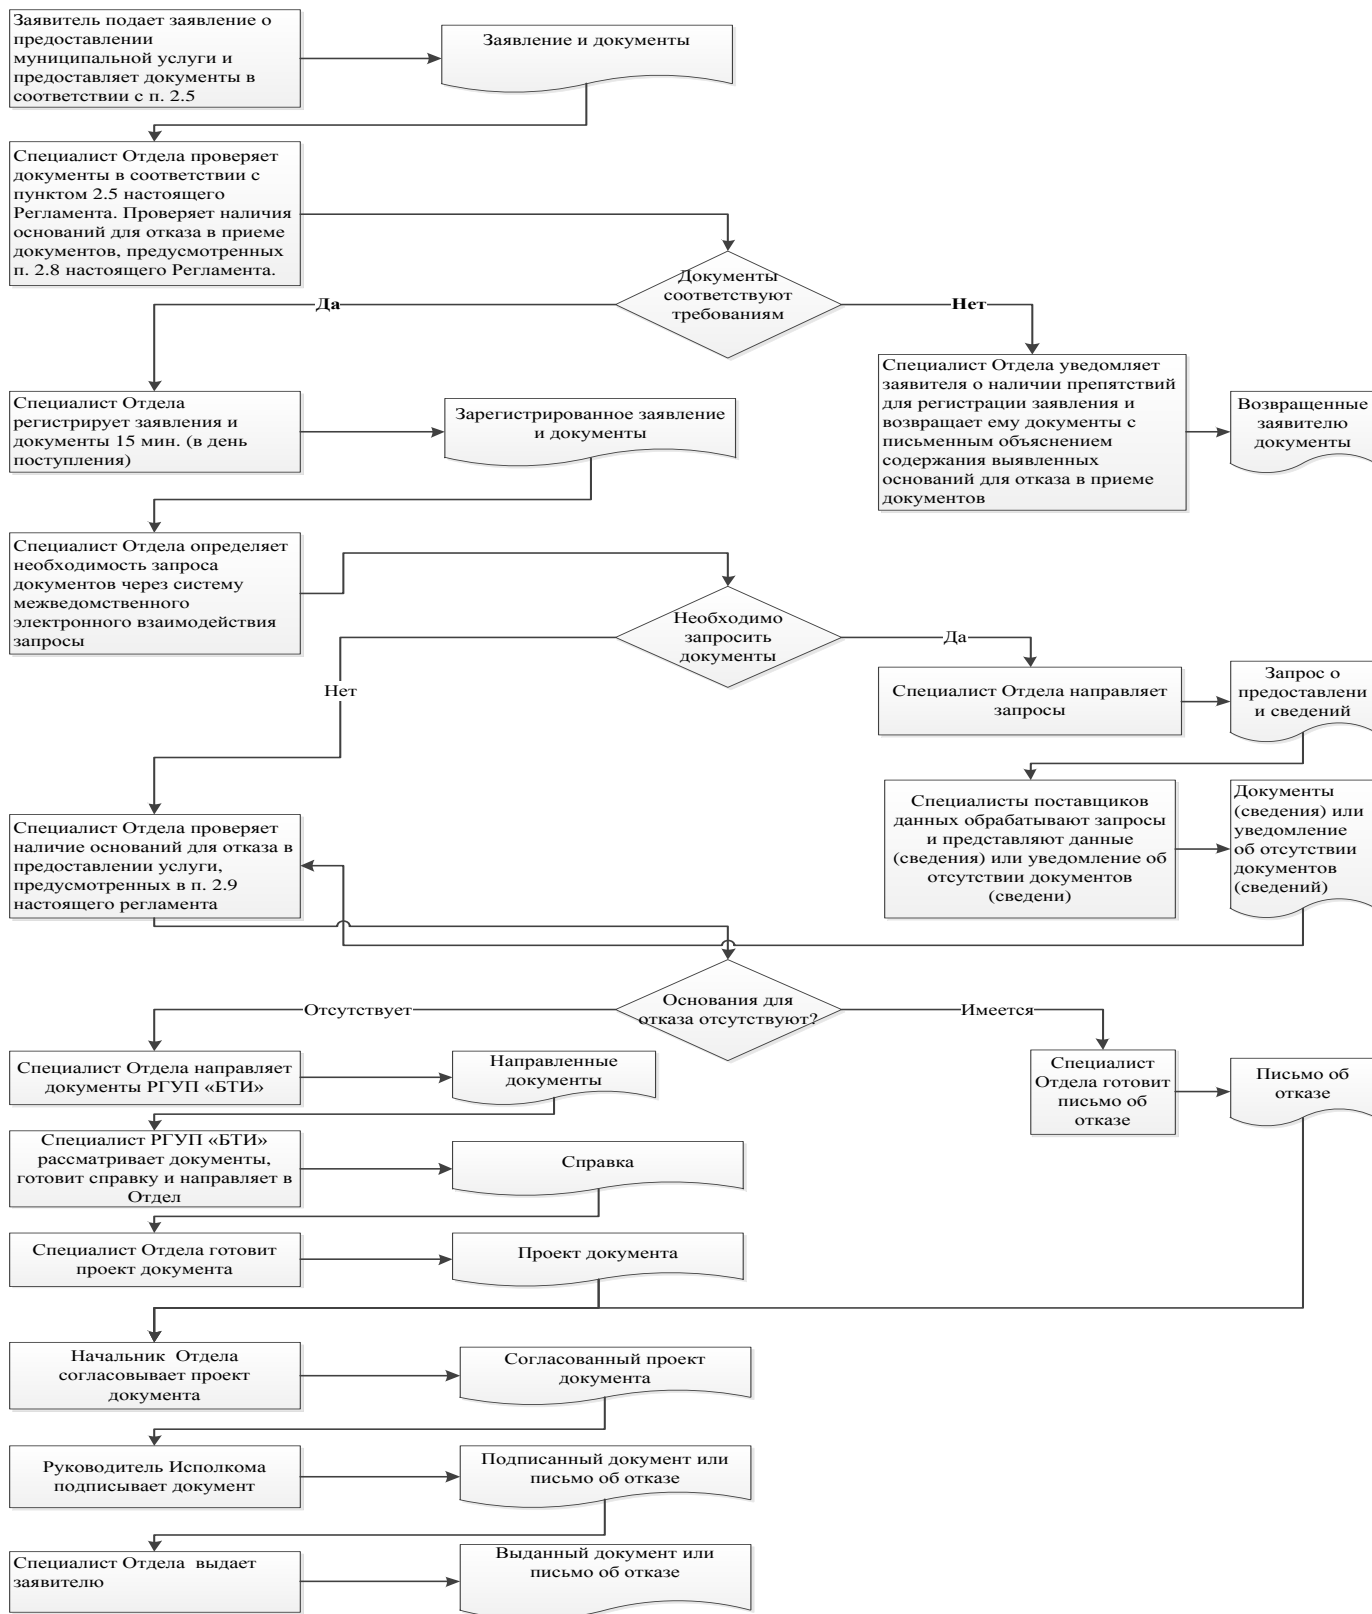 Заявитель подает заявление о
предоставлении
муниципальной услуги и
предоставляет документы в
соответствии с п. 2.5
Заявление и документы
Специалист Отдела проверяет
документы в соответствии с
пунктом 2.5 настоящего
Регламента. Проверяет наличия
оснований для отказа в приеме
документов, предусмотренных
п. 2.8 настоящего Регламента.
Документы
соответствуют
требованиям
Да
Нет
Специалист Отдела
регистрирует заявления и
документы 15 мин. (в день
поступления)
Зарегистрированное заявление
и документы
Специалист Отдела уведомляет
заявителя о наличии препятствий
для регистрации заявления и
возвращает ему документы с
письменным объяснением
содержания выявленных
оснований для отказа в приеме
документов
Возвращенные
заявителю
документы
Специалист Отдела определяет
необходимость запроса
документов через систему
межведомственного
электронного взаимодействия
запросы
Необходимо
запросить
документы
Да
Нет
Специалист Отдела направляет
запросы
Запрос о
предоставлени
и сведений
Специалисты поставщиков
данных обрабатывают запросы
и представляют данные
(сведения) или уведомление об
отсутствии документов
(сведени)
Документы
(сведения) или
уведомление
об отсутствии
документов
(сведений)
Специалист Отдела проверяет
наличие оснований для отказа в
предоставлении услуги,
предусмотренных в п. 2.9
настоящего регламента
Основания для
отказа отсутствуют?
Отсутствует
Имеется
Специалист Отдела направляет
документы РГУП «БТИ»
Направленные
документы
Специалист
Отдела готовит
письмо об
отказе
Письмо об
отказе
Специалист РГУП «БТИ»
рассматривает документы,
готовит справку и направляет в
Отдел
Справка
Специалист Отдела готовит
проект документа
Проект документа
Начальник Отдела
согласовывает проект
документа
Согласованный проект
документа
Руководитель Исполкома
подписывает документ
Подписанный документ или
письмо об отказе
Специалист Отдела выдает
заявителю
Выданный документ или
письмо об отказе